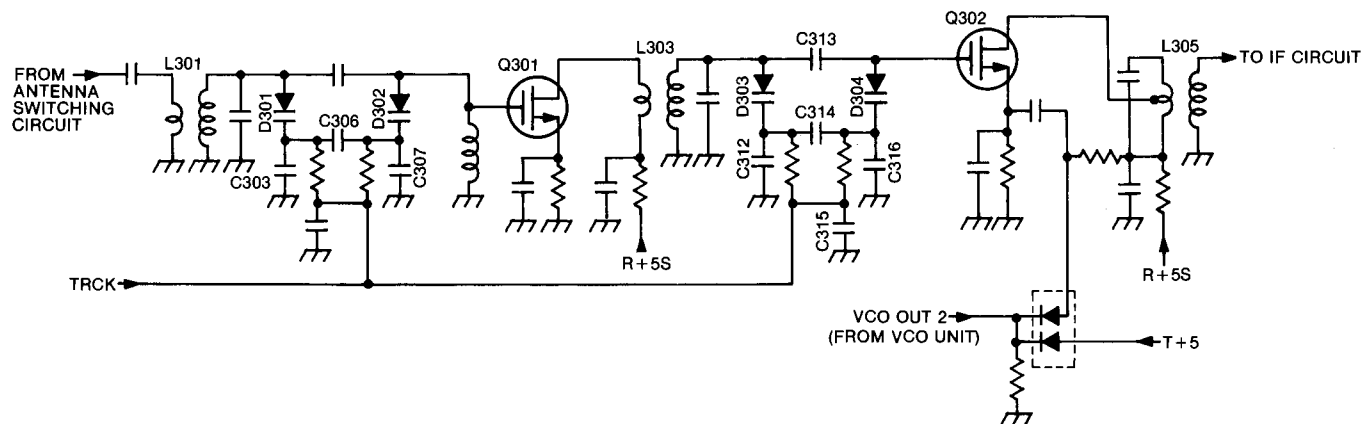 Q302
C313
L303
L305
L301
Q301
FROM
ANTENNA
SWITCHING
CIRCUIT
TO IF CIRCUIT
D301
D302
D303
D304
C306
C314
C303
C307
C312
C316
C315
R+5S
R+5S
TRCK
VCO OUT 2
(FROM VCO UNIT)
T+5